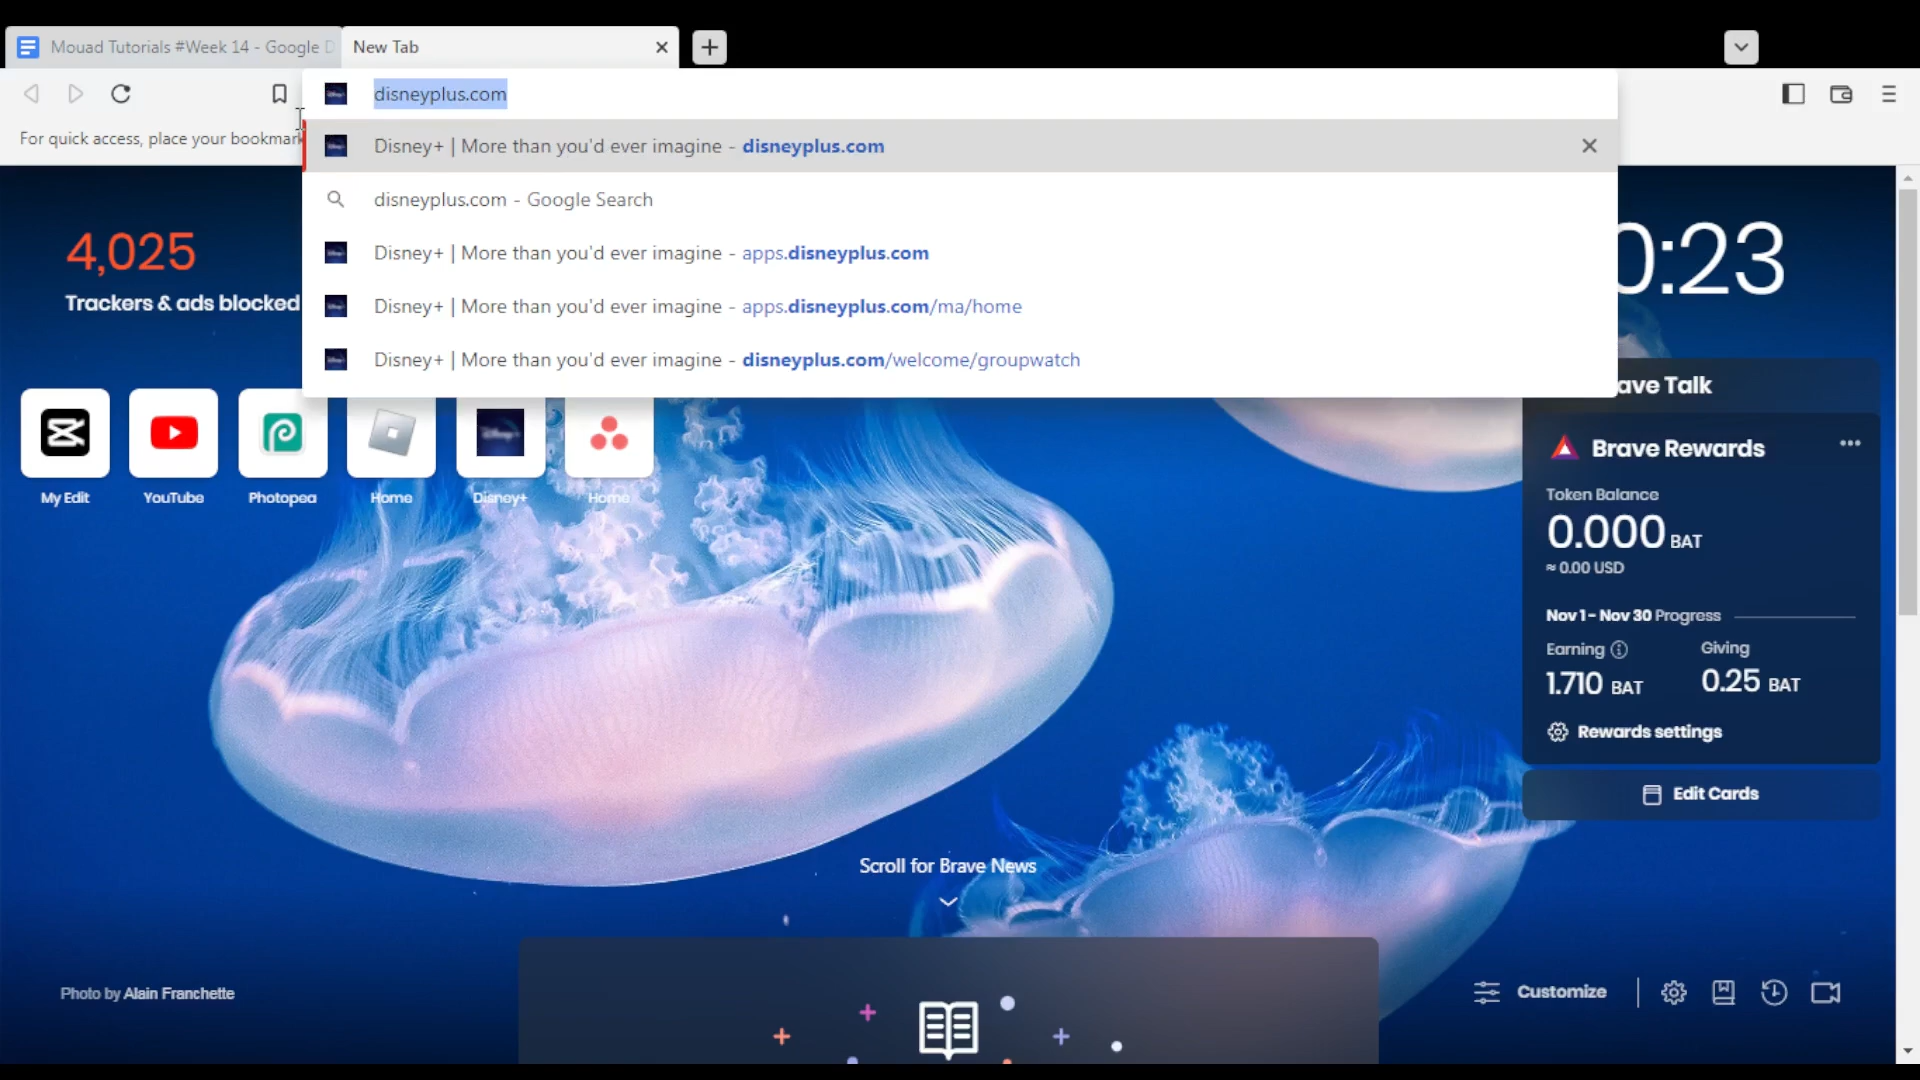 Mouad Tutorials #Week 14 - Google D
New Tab
disneyplus.com
For quick access, place your bookmark
Disney+ | More than you'd ever imagine - disneyplus.com
disneyplus.com - Google Search
Disney+ | More than you'd ever imagine - apps.disneyplus.com
Disney+ | More than you'd ever imagine - apps.disneyplus.com/ma/home
Disney+ | More than you'd ever imagine - disneyplus.com/welcome/groupwatch
4,025
Trackers & ads blocked
0:23
My Edit
YouTube
Photopea
Home
Disney+
Home
ave Talk
Brave Rewards
Token Balance
0.000 BAT
≈ 0.00 USD
Nov 1 - Nov 30 Progress
Earning
Giving
1.710 BAT
0.25 BAT
Rewards settings
Edit Cards
Scroll for Brave News
Photo by Alain Franchette
Customize